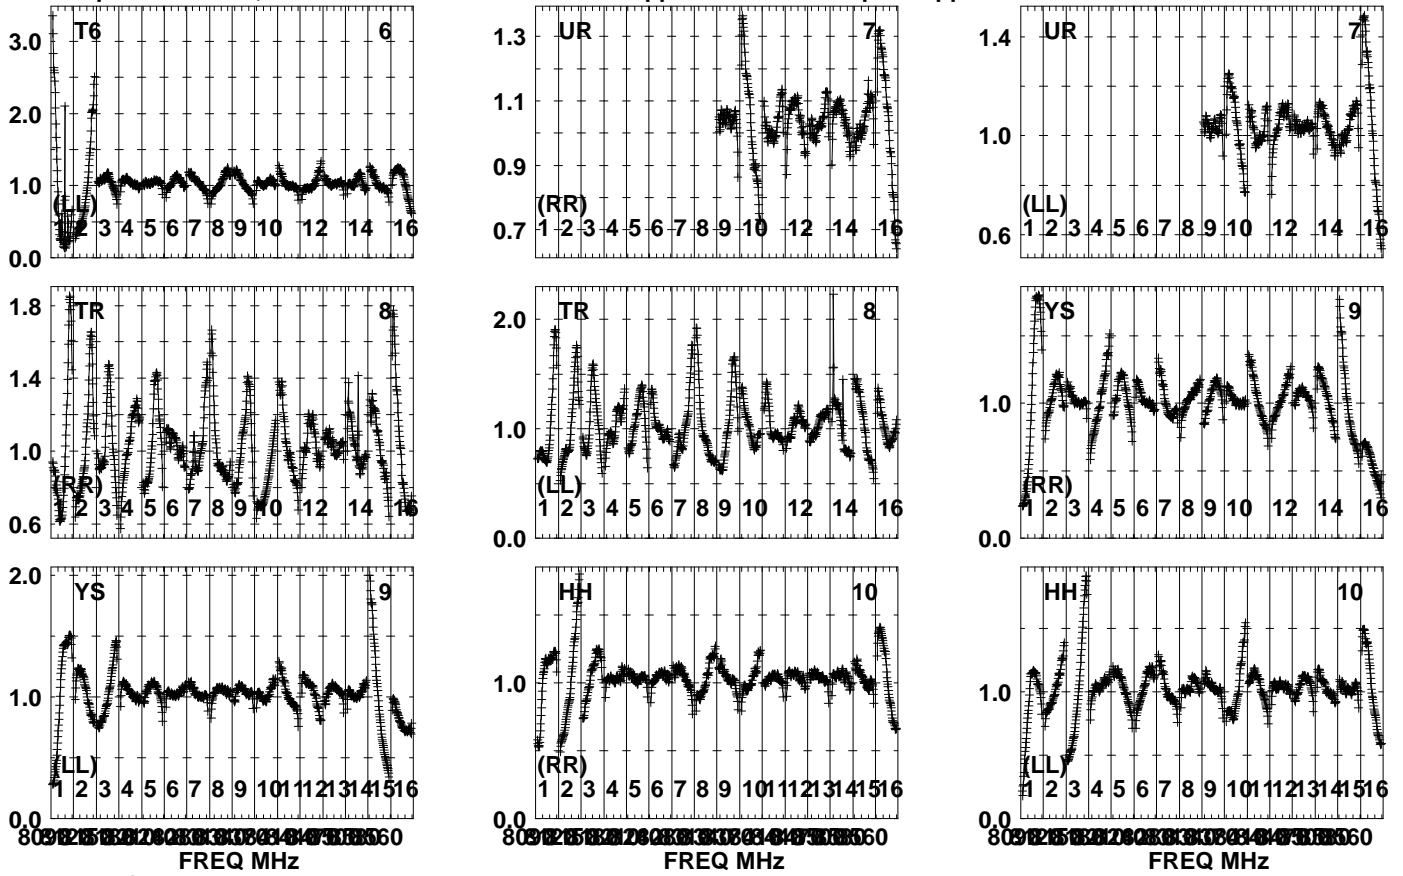 T6 6
3.0
2.0
1.0
0.0
(LL)
1 2 3 4 5 6 7 8 9 10 12 14 16
UR 7
1.3
1.1
0.9
0.7
(RR)
1 2 3 4 5 6 7 8 9 10 12 14 16
UR 7
1.4
1.0
0.6
(LL)
1 2 3 4 5 6 7 8 9 10 12 14 16
TR 8
1.8
1.4
1.0
0.6
(RR)
2 3 4 5 6 7 8 9 10 12 14 16
TR 8
2.0
1.0
0.0
(LL)
1 2 3 4 5 6 7 8 9 10 12 14 16
YS 9
1.0
0.0
(RR)
1 2 3 4 5 6 7 8 9 10 12 14 16
YS 9
2.0
1.0
0.0
(LL)
1 2 3 4 5 6 7 8 9 10 11 12 13 14 15 16
FREQ MHz
HH 10
1.0
0.0
(RR)
1 2 3 4 5 6 7 8 9 10 11 12 13 14 15 16
FREQ MHz
HH 10
1.0
0.0
(LL)
1 2 3 4 5 6 7 8 9 10 11 12 13 14 15 16
FREQ MHz